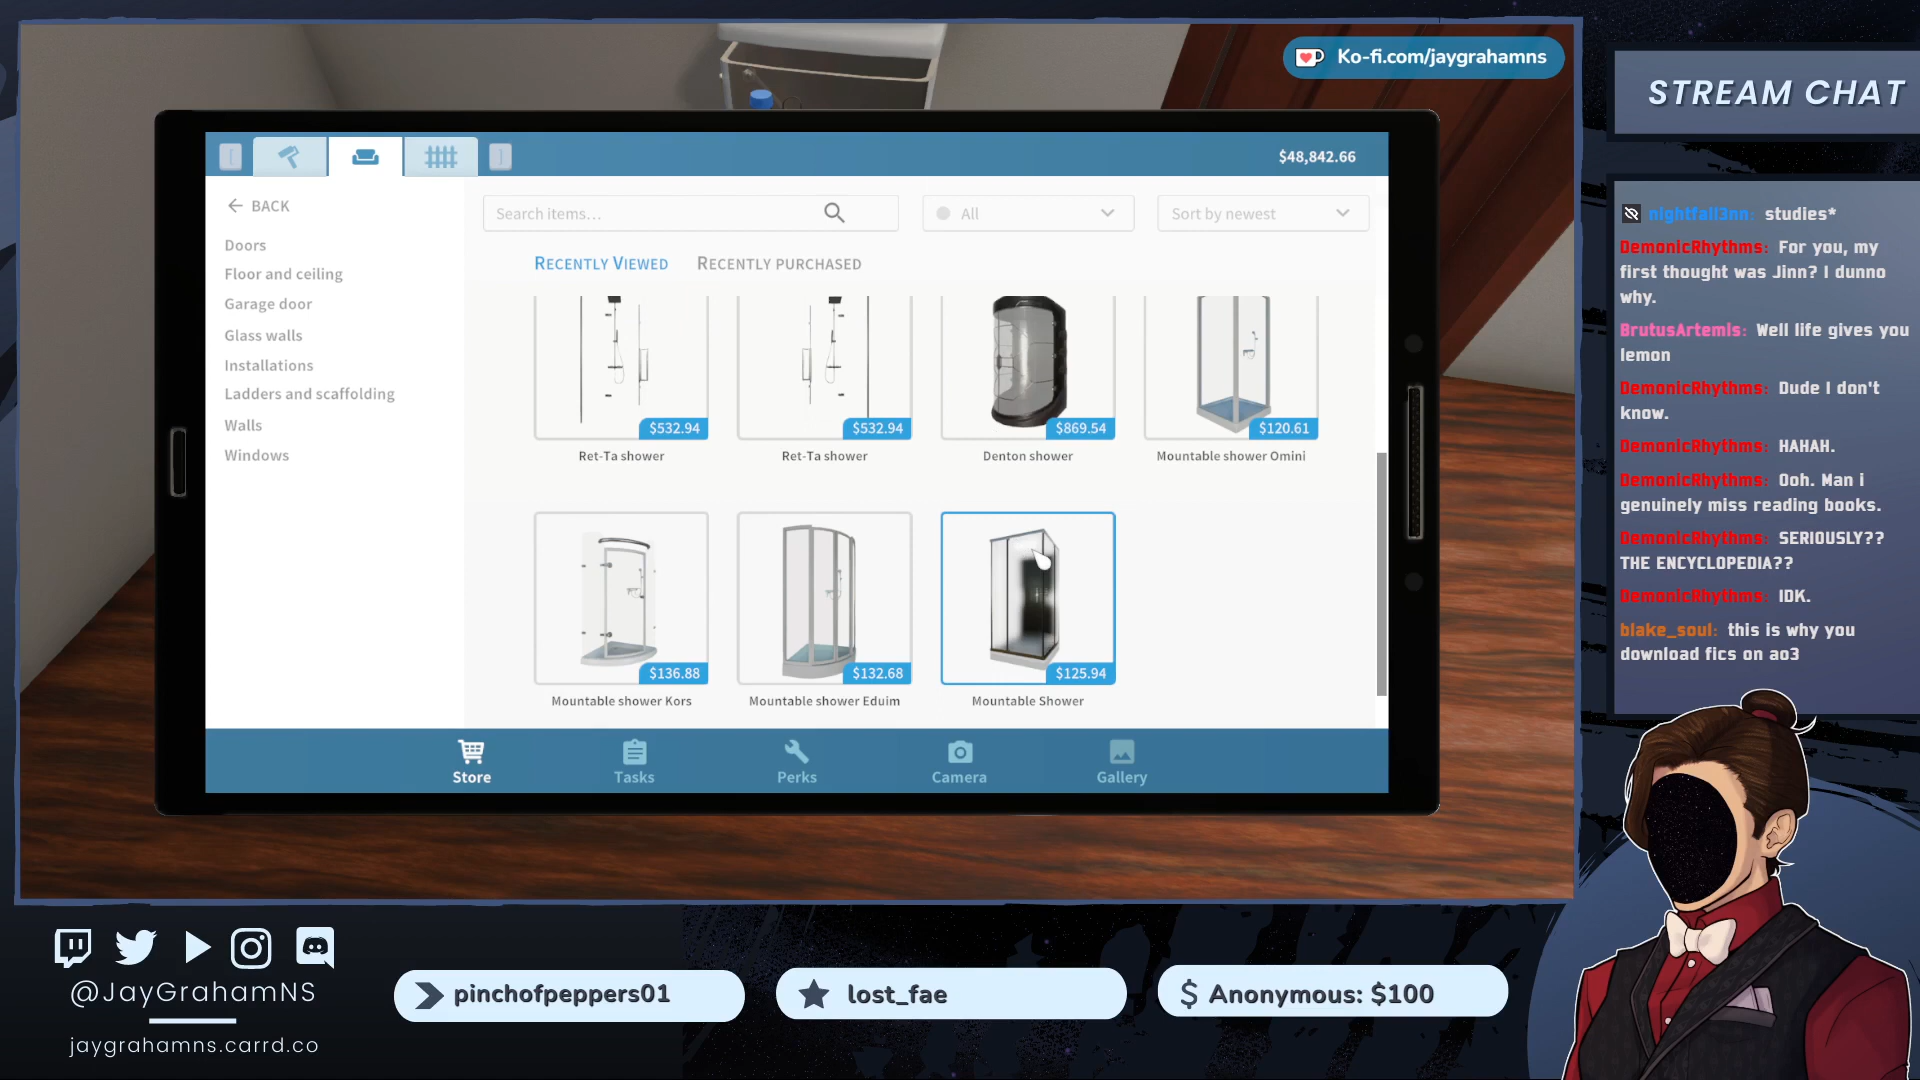 Ko-fi.com/jaygrahamns
STREAM CHAT
$48,842.66
BACK
Search items...
All
Sort by newest
Doors
Floor and ceiling
Garage door
Glass walls
Installations
Ladders and scaffolding
Walls
Windows
RECENTLY VIEWED
RECENTLY PURCHASED
$532.94
$532.94
$869.54
$120.61
Ret-Ta shower
Ret-Ta shower
Denton shower
Mountable shower Omini
$136.88
$132.68
$125.94
Mountable shower Kors
Mountable shower Eduim
Mountable Shower
Store
Tasks
Perks
Camera
Gallery
nightfall3nn: studies*
DemonicRhythms: For you, my
first thought was Jinn? I dunno
why.
BrutusArtemis: Well life gives you
lemon
DemonicRhythms: Dude I don't
know.
DemonicRhythms: HAHAH.
DemonicRhythms: Ooh. Man i
genuinely miss reading books.
DemonicRhythms: SERIOUSLY??
THE ENCYCLOPEDIA??
DemonicRhythms: IDK.
blake_soul: this is why you
download fics on ao3
@JayGrahamNS
jaygrahamns.carrd.co
pinchofpeppers01
lost_fae
$ Anonymous: $100